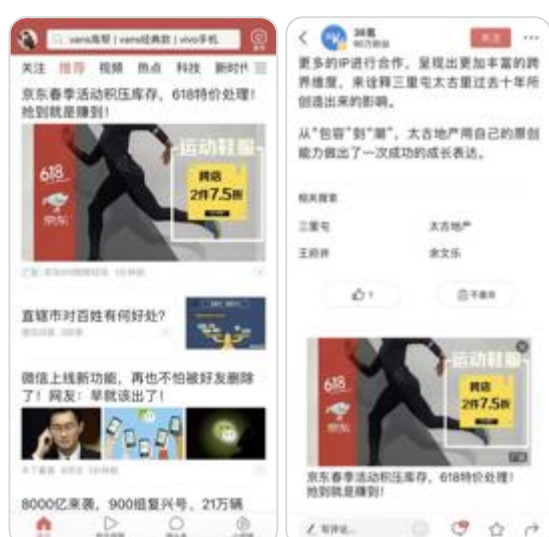 vans高帮 | vans经典款 | vivo手机
关注 推荐 视频 热点 科技 新时代
京东春季活动积压库存，618特价处理！
抢到就是赚到！
运动鞋服
618
跨店
2件7.5折
京东
直辖市对百姓有何好处？
微信上线新功能，再也不怕被好友删除
了！网友：早就该出了！
8000亿来袭，900组复兴号，21万辆
36氪
关注
更多的IP进行合作，呈现出更加丰富的跨
界维度，来诠释三里屯太古里过去十年所
创造出来的影响。
从“包容”到“潮”，太古地产用自己的原创
能力做出了一次成功的成长表达。
相关搜索
三里屯 太古地产
王府井 余文乐
1 不喜欢
运动鞋服
618
跨店
2件7.5折
京东
广告
京东春季活动积压库存，618特价处理！
抢到就是赚到！
写评论...